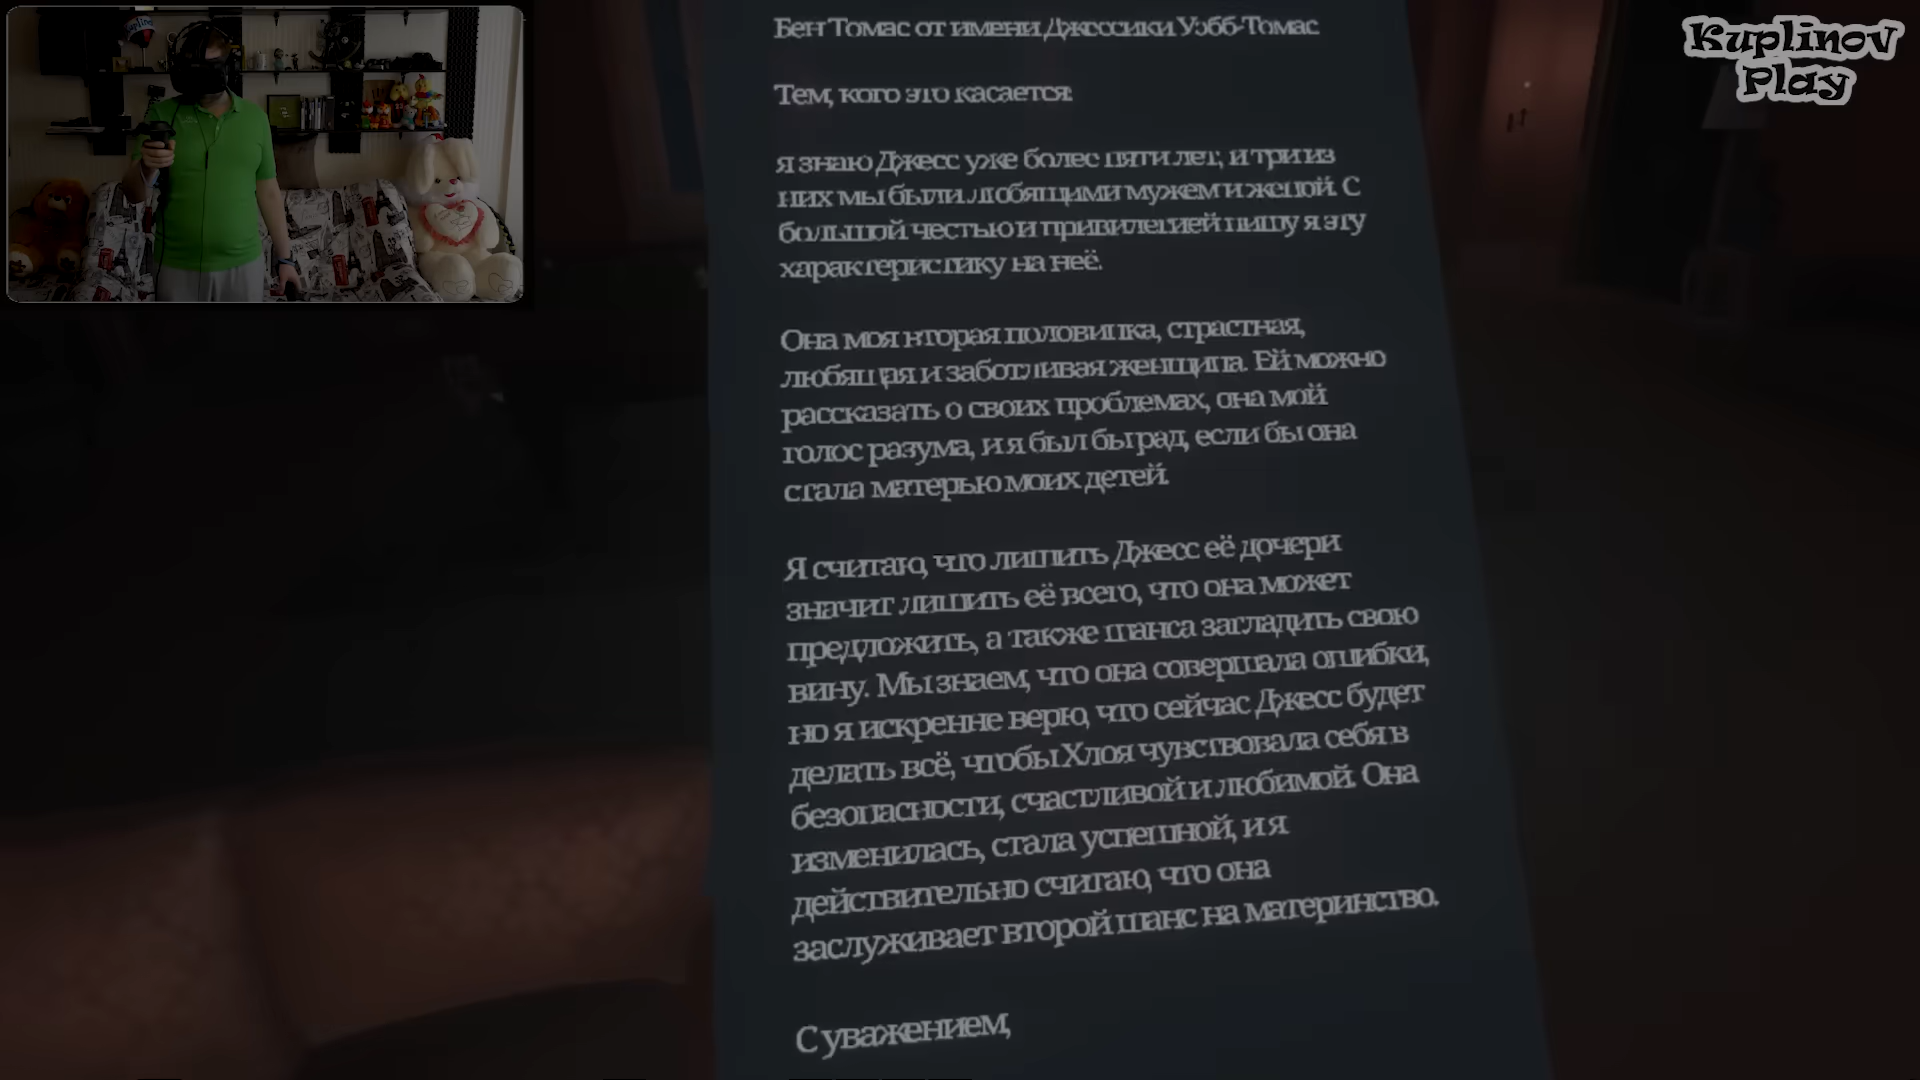 Kuplinov
Play
Бен Томас от имени Джессики Уэбб-Томас
Тем, кого это касается:
я знаю Джесс уже более пяти лет, и три из
них мы были любящими мужем и женой. С
большой честью и привилегией пишу я эту
характеристику на неё.
Она моя вторая половинка, страстная,
любящая и заботливая женщина. Ей можно
рассказать о своих проблемах, она мой
голос разума, и я был бы рад, если бы она
стала матерью моих детей.
Я считаю, что лишить Джесс её дочери
значит лишить её всего, что она может
предложить, а также шанса загладить свою
вину. Мы знаем, что она совершала ошибки,
но я искренне верю, что сейчас Джесс будет
делать всё, чтобы Хлоя чувствовала себя в
безопасности, счастливой и любимой. Она
изменилась, стала успешной, и я
действительно считаю, что она
заслуживает второй шанс на материнство.
С уважением,